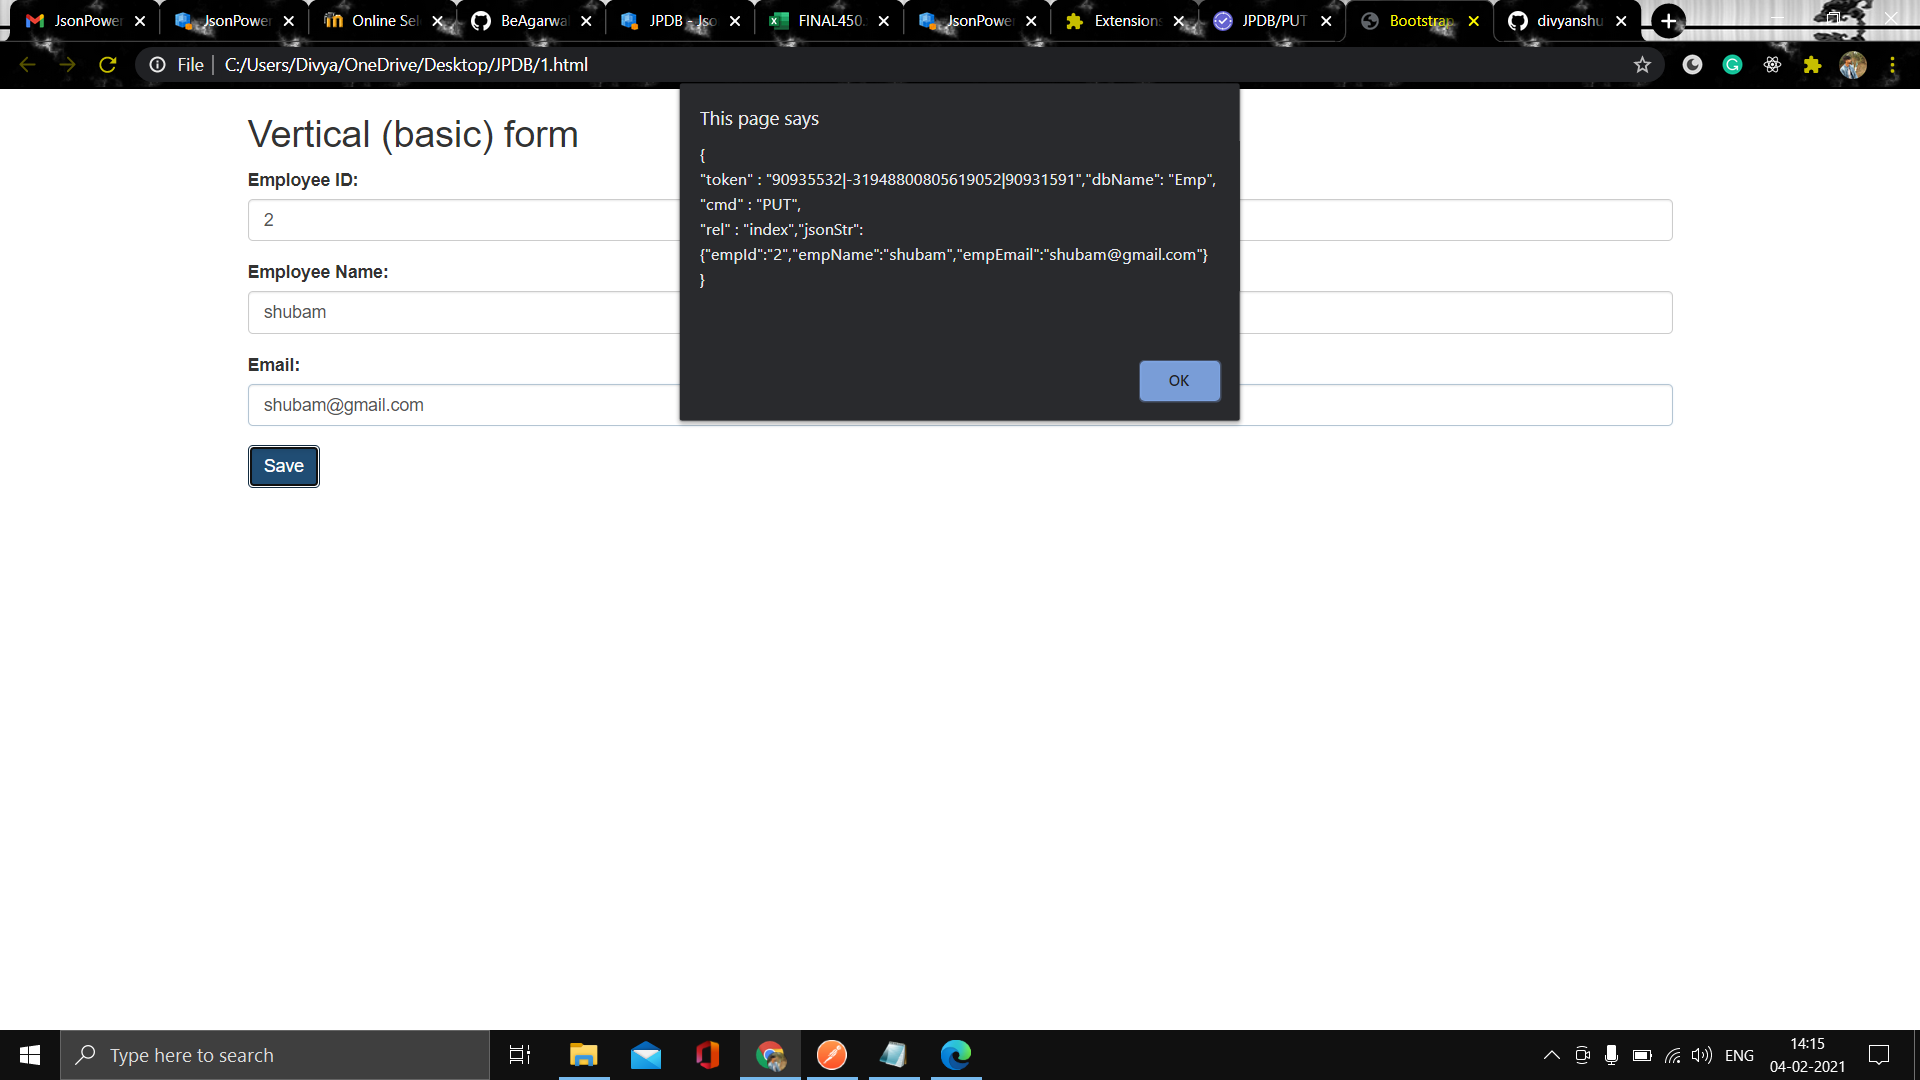 JsonPower
JsonPower
Online Sel
BeAgarwal
JPDB - Jso
FINAL450.
JsonPower
Extensions
JPDB/PUT
Bootstrap
divyanshu
File
C:/Users/Divya/OneDrive/Desktop/JPDB/1.html
Vertical (basic) form
Employee ID:
2
Employee Name:
shubam
Email:
shubam@gmail.com
Save
This page says
{
"token" : "90935532|-31948800805619052|90931591","dbName": "Emp",
"cmd" : "PUT",
"rel" : "index","jsonStr":
{"empId":"2","empName":"shubam","empEmail":"shubam@gmail.com"}
}
OK
Type here to search
ENG
14:15
04-02-2021